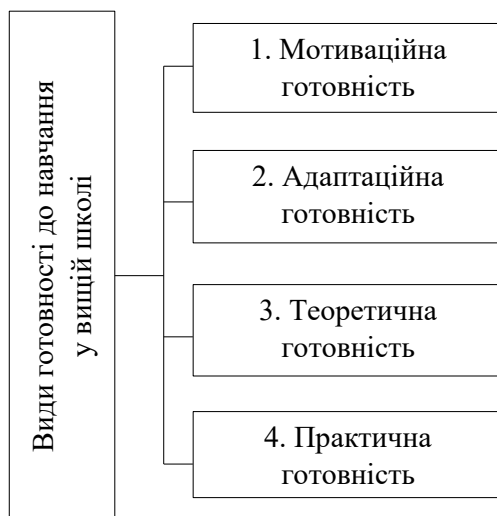 Види готовності до навчання
у вищій школі
1. Мотиваційна
готовність
2. Адаптаційна
готовність
3. Теоретична
готовність
4. Практична
готовність